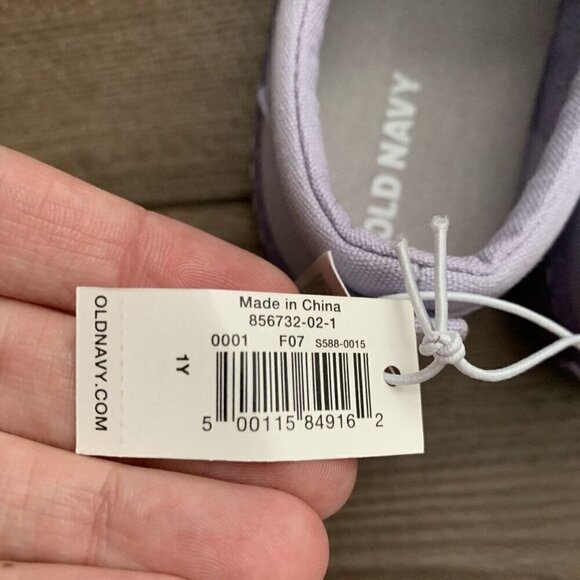 OLD NAVY
Made in China
856732-02-1
0001 F07 S588-0015
1Y
5 00115 84916 2
OLDNAVY.COM